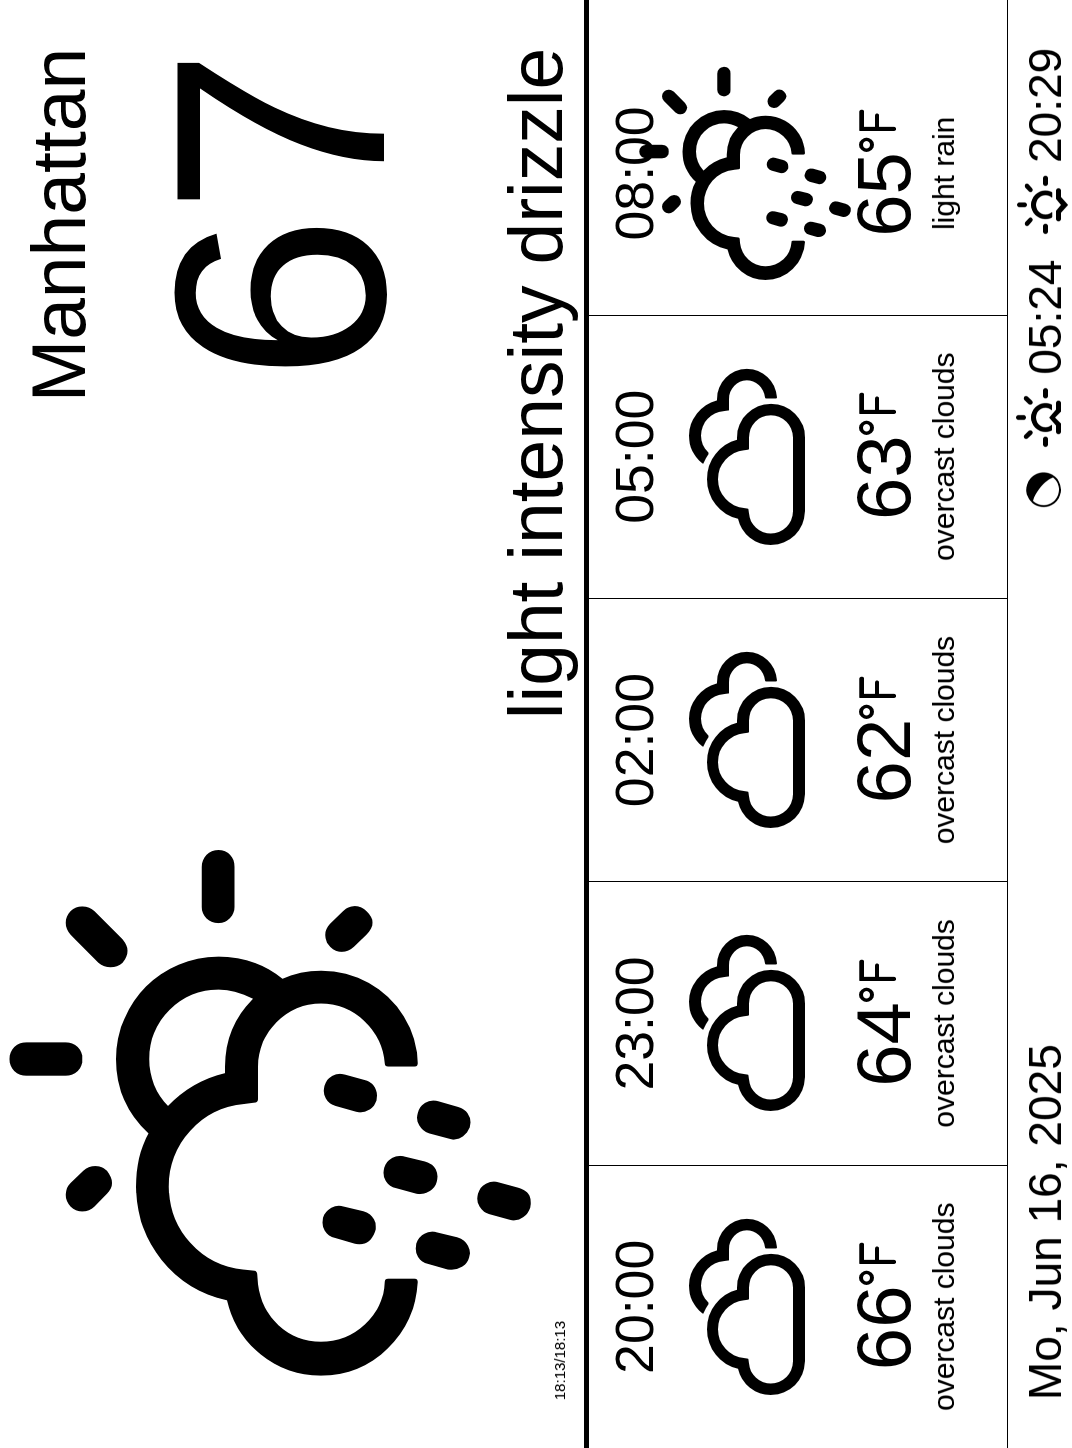 Manhattan
67
light intensity drizzle
18:13/18:13
20:00
66°F
overcast clouds
23:00
64°F
overcast clouds
02:00
62°F
overcast clouds
05:00
63°F
overcast clouds
08:00
65°F
light rain
Mo, Jun 16, 2025
05:24
20:29